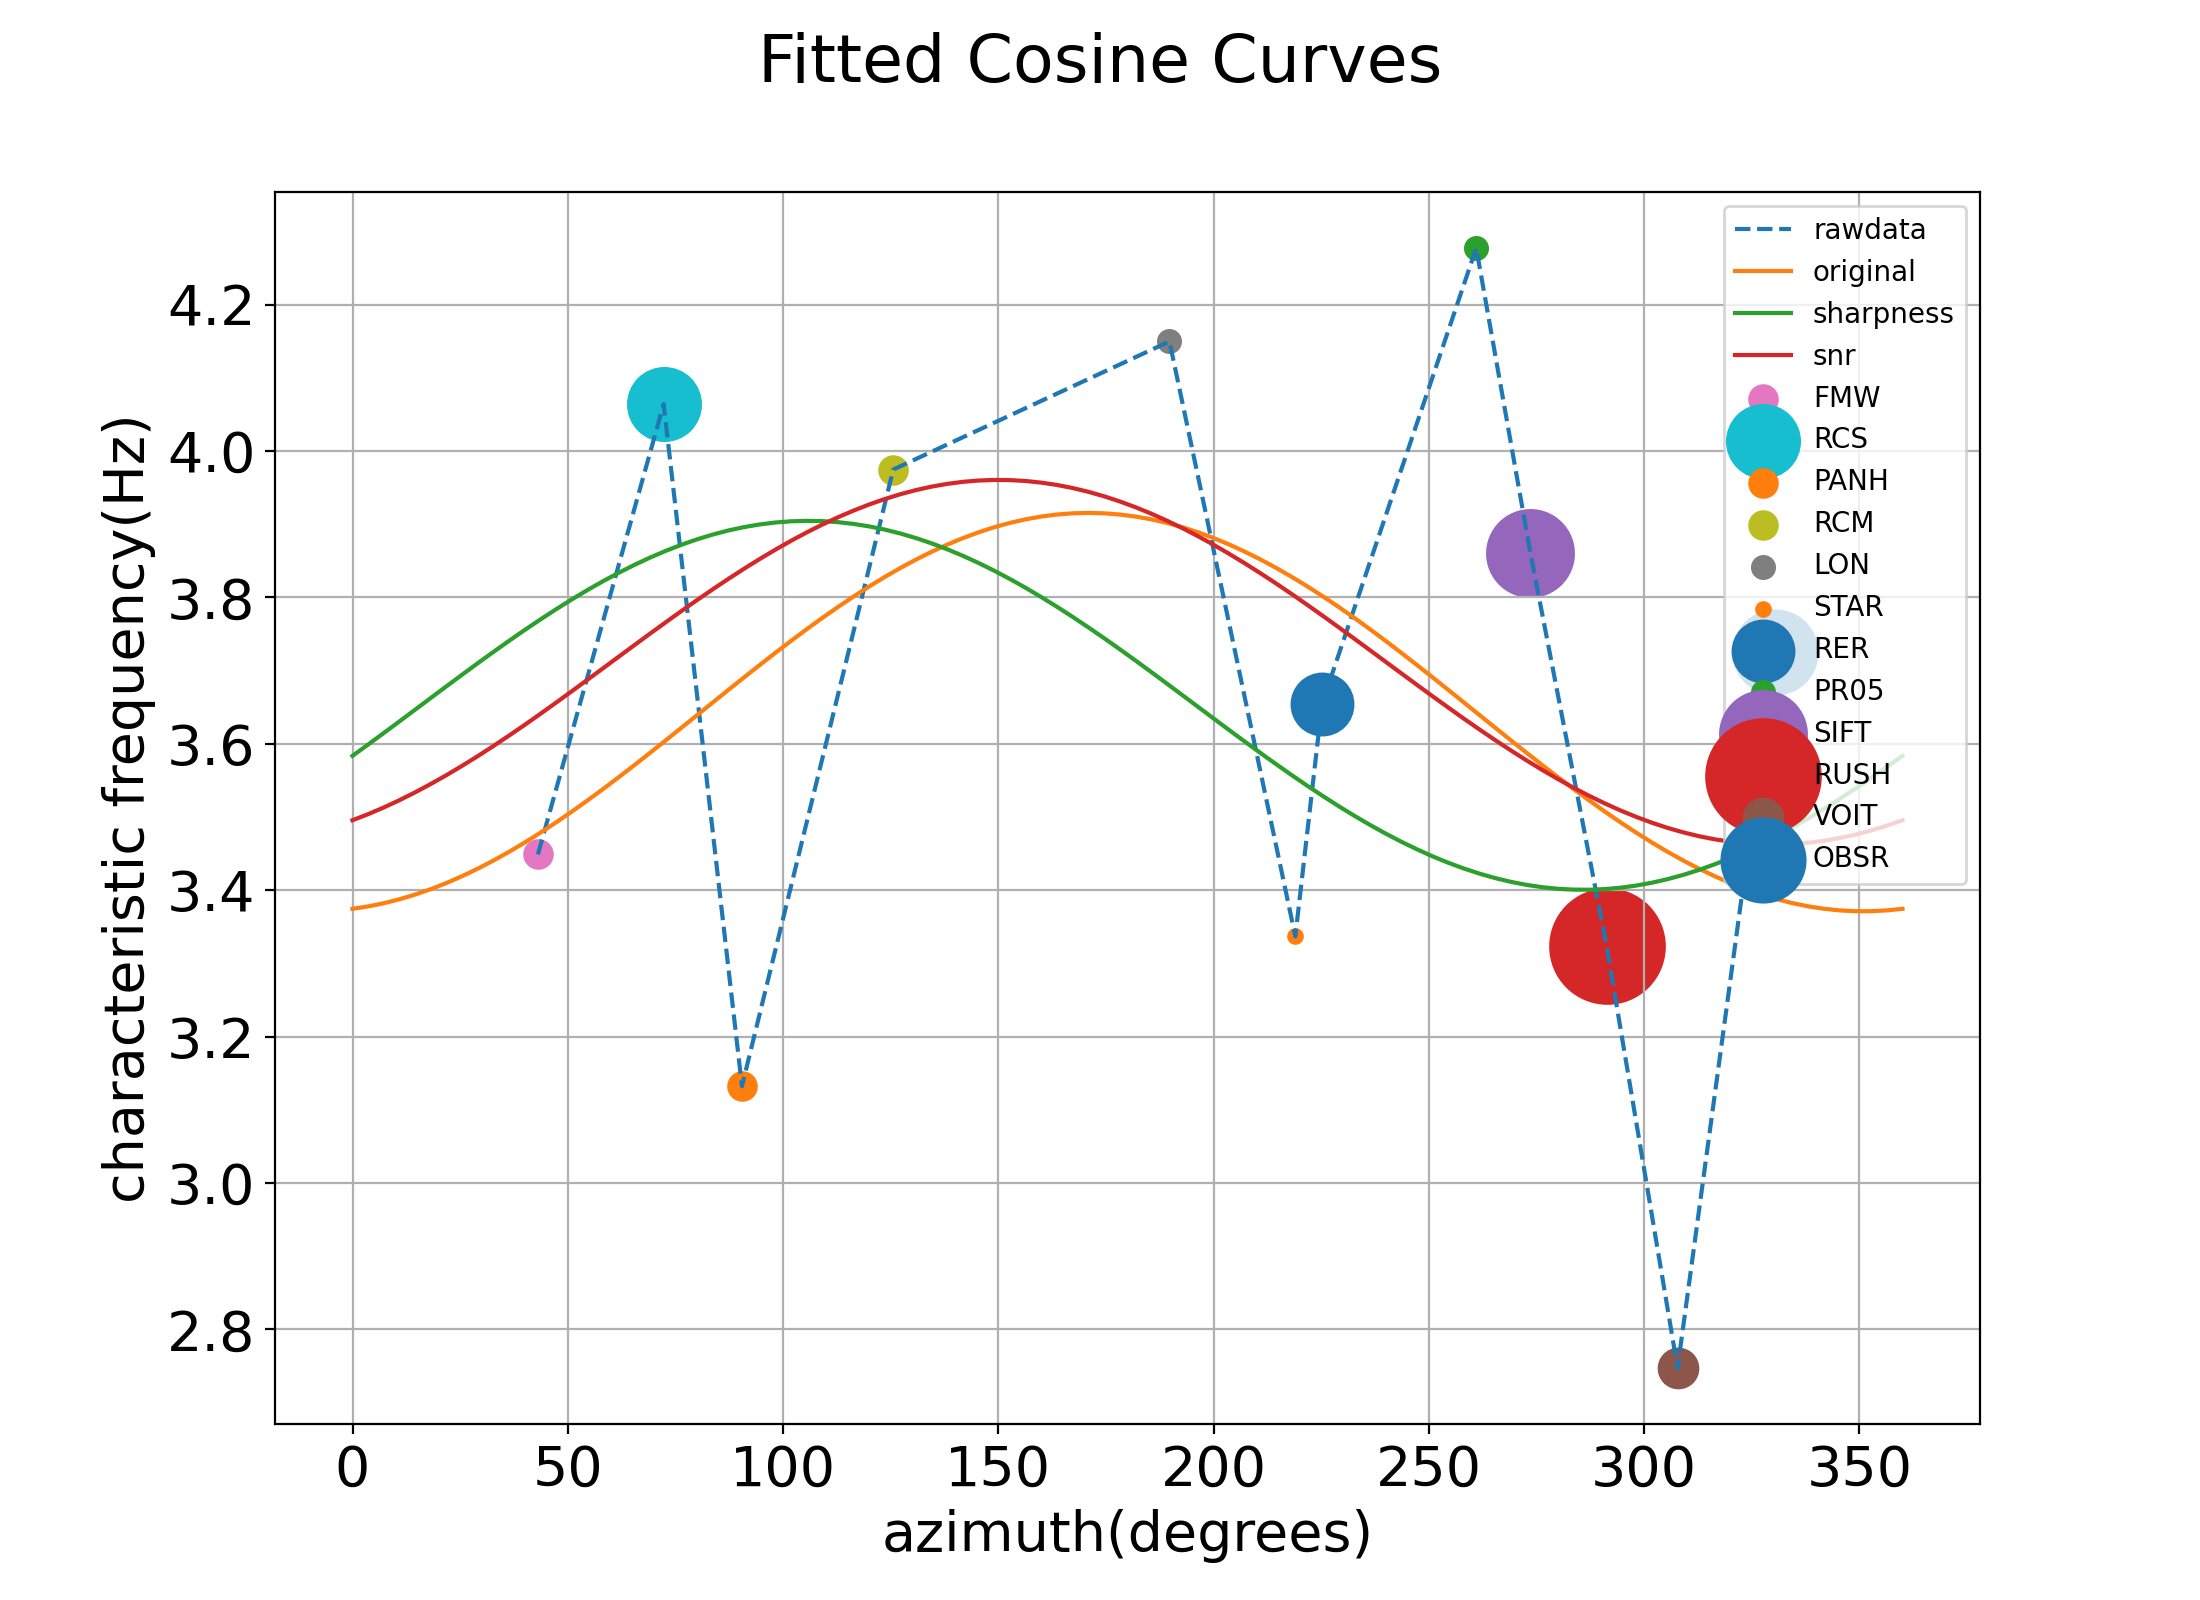 Fitted Cosine Curves
characteristic frequency(Hz)
4.2
4.0
3.8
3.6
3.4
3.2
3.0
2.8
rawdata
original
sharpness
snr
FMW
RCS
PANH
RCM
LON
STAR
RER
PR05
SIFT
RUSH
VOIT
OBSR
0 50 100 150 200 250 300 350
azimuth(degrees)